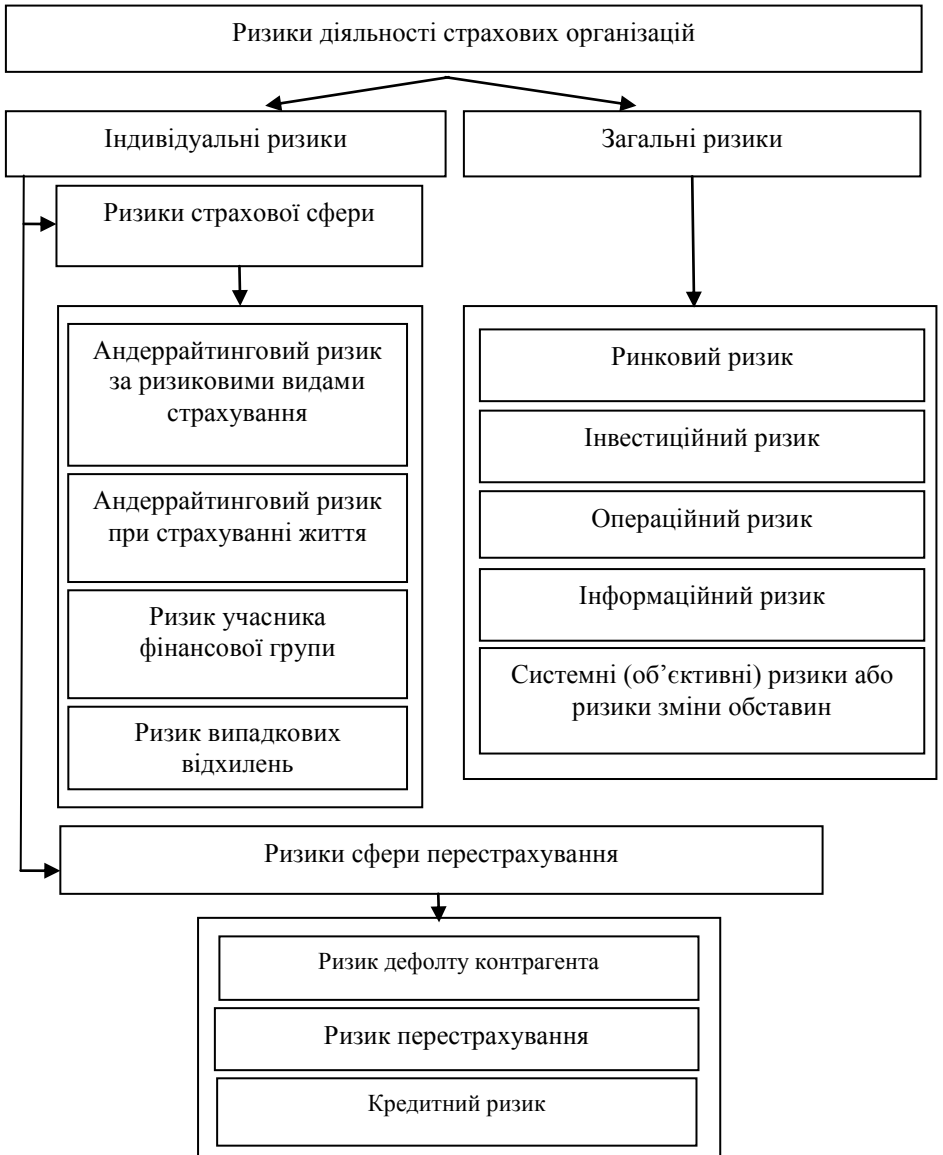 Ризики діяльності страхових організацій
Індивідуальні ризики
Загальні ризики
Ризики страхової сфери
Андеррайтинговий ризик
за ризиковими видами
страхування
Андеррайтинговий ризик
при страхуванні життя
Ризик учасника
фінансової групи
Ризик випадкових
відхилень
Ринковий ризик
Інвестиційний ризик
Операційний ризик
Інформаційний ризик
Системні (об’єктивні) ризики або
ризики зміни обставин
Ризики сфери перестрахування
Ризик дефолту контрагента
Ризик перестрахування
Кредитний ризик